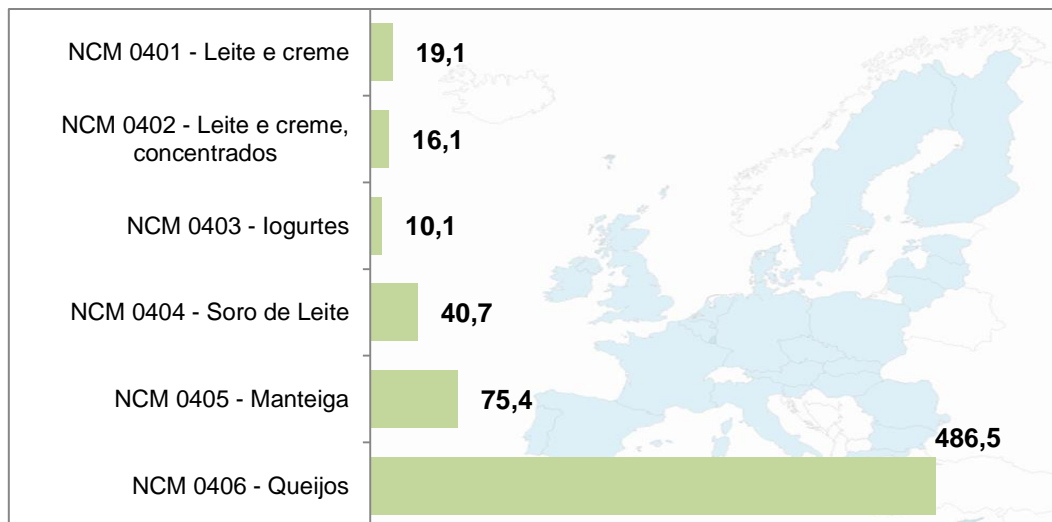 NCM 0401 - Leite e creme
19,1
NCM 0402 - Leite e creme,
concentrados
16,1
NCM 0403 - Iogurtes
10,1
NCM 0404 - Soro de Leite
40,7
NCM 0405 - Manteiga
75,4
NCM 0406 - Queijos
486,5